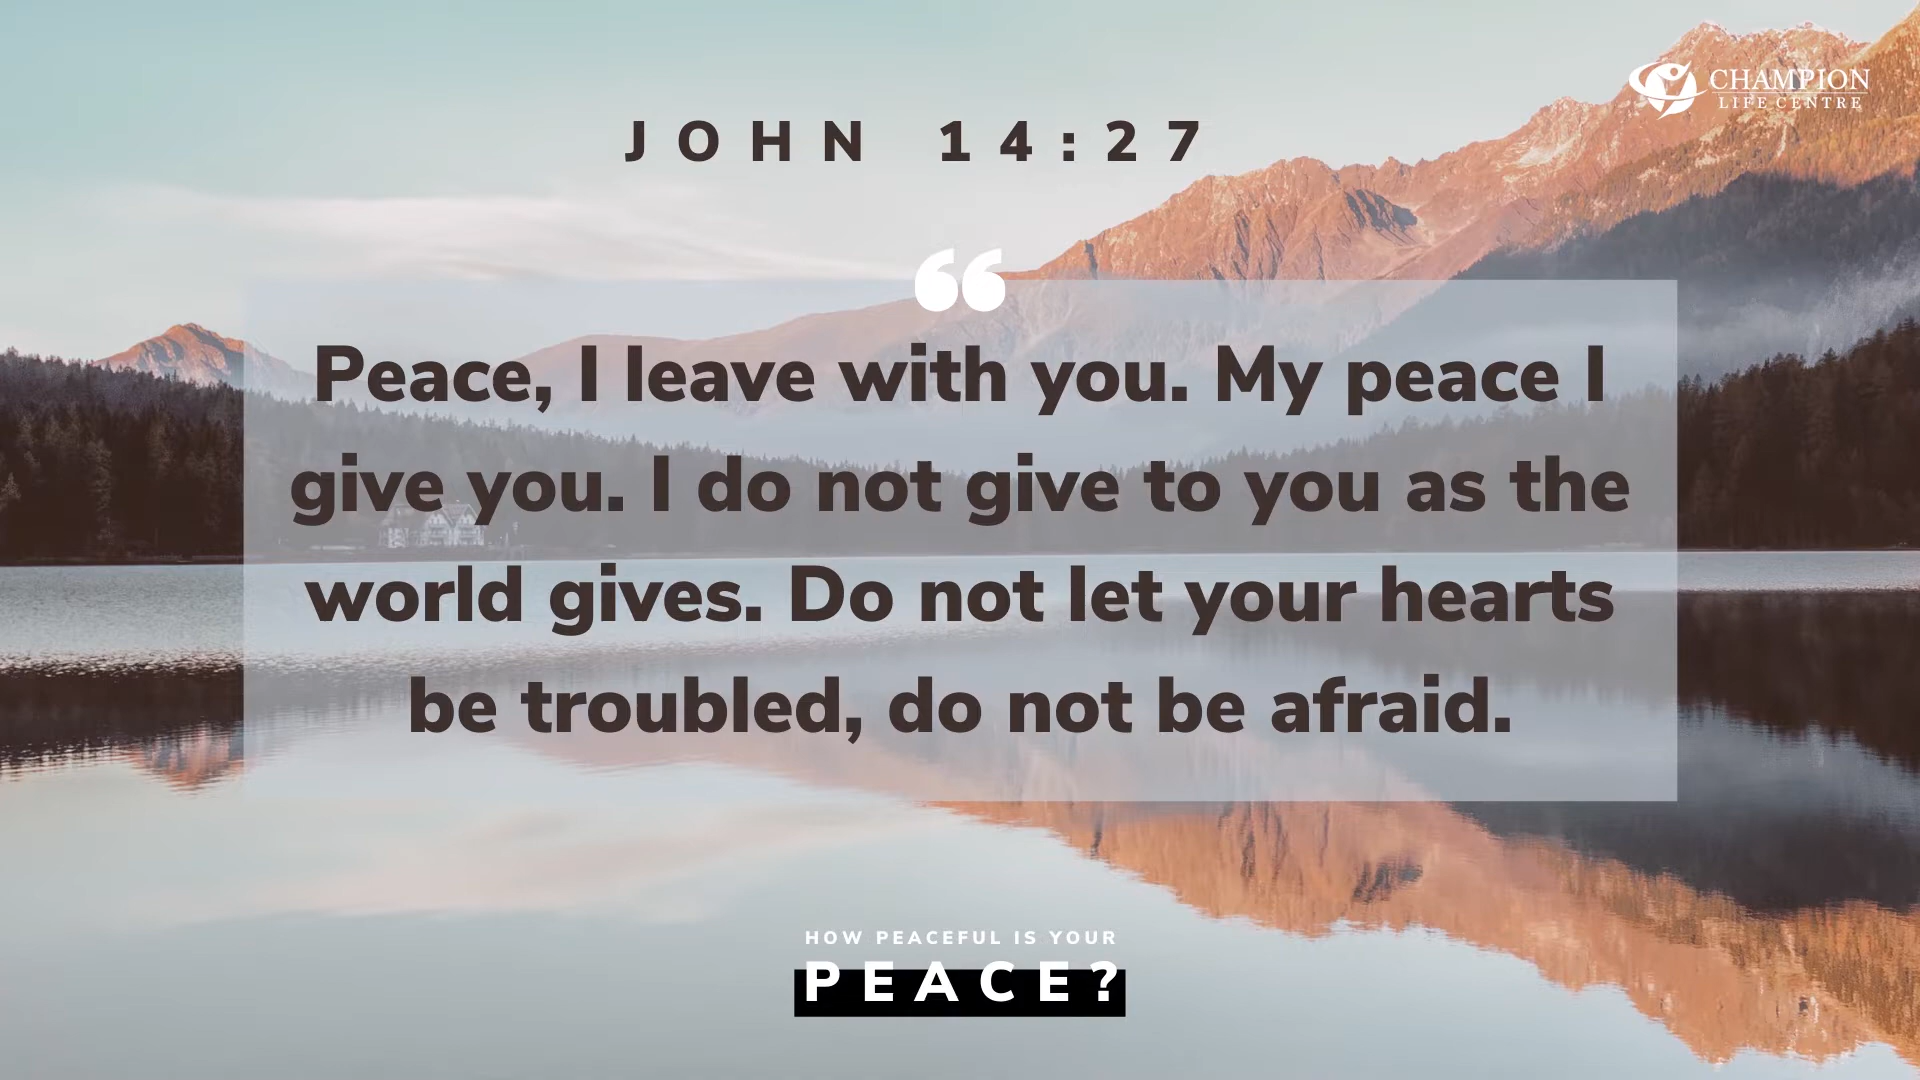 CHAMPION
LIFE CENTRE
JOHN 14:27
“
Peace, I leave with you. My peace I
give you. I do not give to you as the
world gives. Do not let your hearts
be troubled, do not be afraid.
HOW PEACEFUL IS YOUR
PEACE?